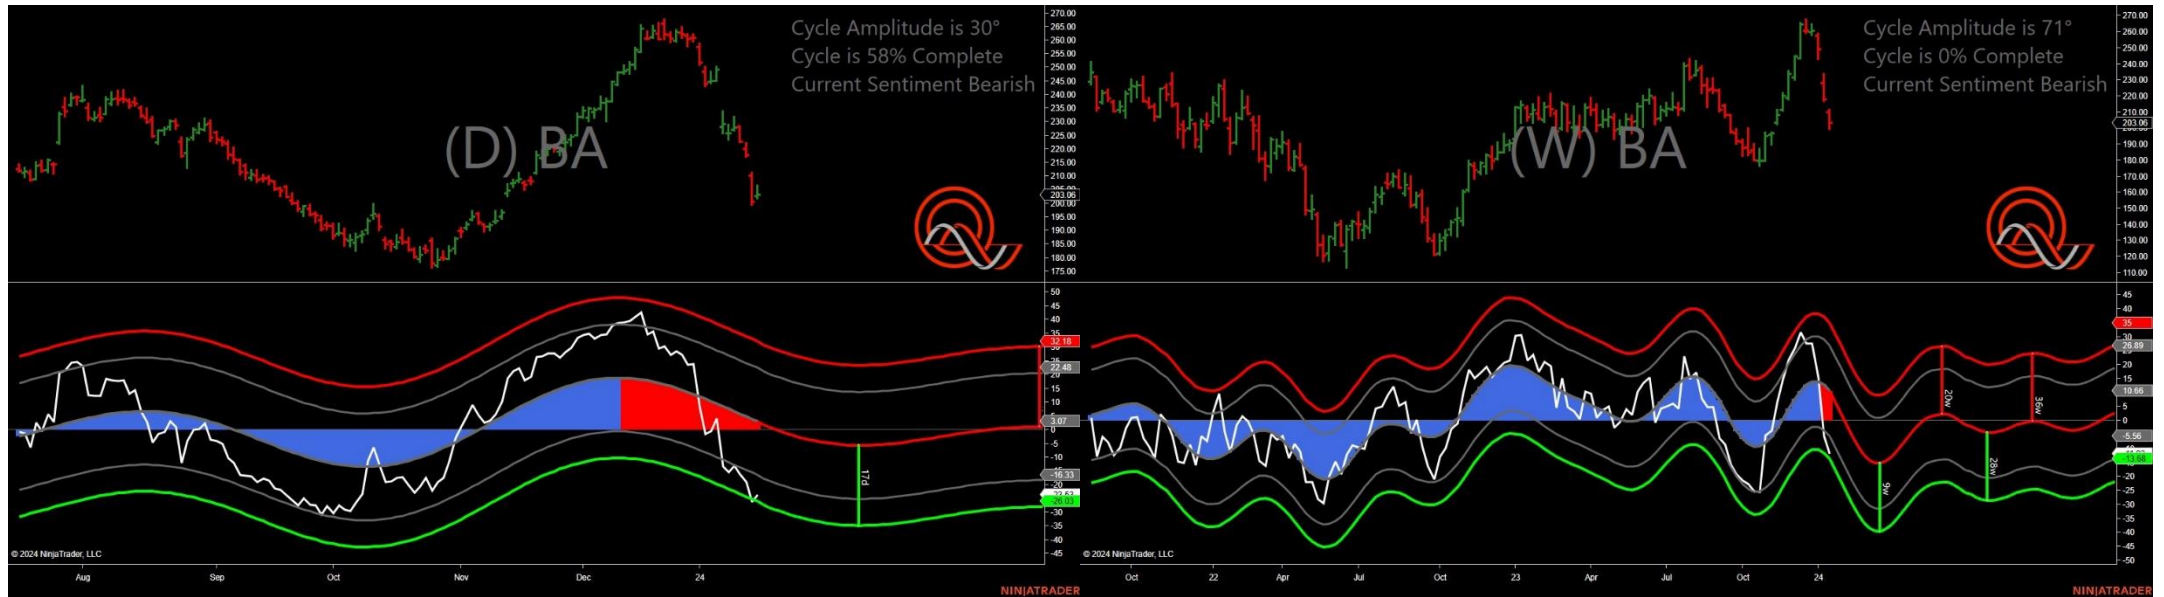 Cycle Amplitude is 30°
Cycle is 58% Complete
Current Sentiment Bearish
(D) BA
270.00
265.00
260.00
255.00
250.00
245.00
240.00
235.00
230.00
225.00
220.00
215.00
210.00
203.06
200.00
195.00
190.00
185.00
180.00
175.00
50
45
40
35
32.18
22.48
20
15
10
3.07
0
-5
-10
-16.33
-20
-26.03
-30
-35
-40
-45
17d
© 2024 NinjaTrader, LLC
Aug
Sep
Oct
Nov
Dec
24
NINJATRADER
Cycle Amplitude is 71°
Cycle is 0% Complete
Current Sentiment Bearish
(W) BA
270.00
260.00
250.00
240.00
230.00
220.00
210.00
203.06
190.00
180.00
170.00
160.00
150.00
140.00
130.00
120.00
110.00
45
40
35
26.89
20
15
10.66
5
0
-5.56
-13.68
-20
-25
-30
-35
-40
-45
-50
9w
20w
28w
36w
© 2024 NinjaTrader, LLC
Oct
22
Apr
Jul
Oct
23
Apr
Jul
Oct
24
NINJATRADER